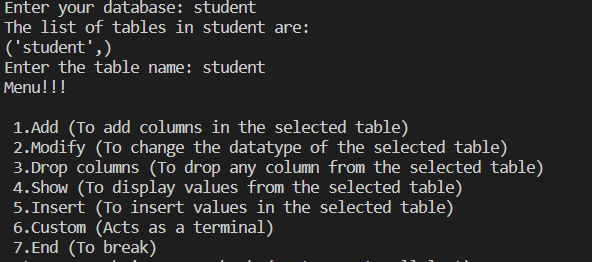 Enter your database: student
The list of tables in student are:
('student',)
Enter the table name: student
Menu!!!
1.Add (To add columns in the selected table)
2.Modify (To change the datatype of the selected table)
3.Drop columns (To drop any column from the selected table)
4.Show (To display values from the selected table)
5.Insert (To insert values in the selected table)
6.Custom (Acts as a terminal)
7.End (To break)